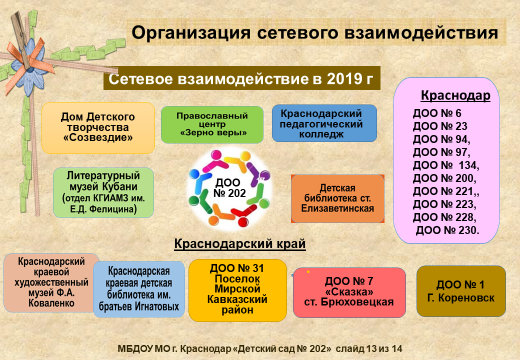 Организация сетевого взаимодействия
Сетевое взаимодействие в 2019 г
Дом Детского
творчества
«Созвездие»
Православный
центр
«Зерно веры»
Краснодарский
педагогический
колледж
Краснодар
ДОО № 6
ДОО № 23
ДОО № 94,
ДОО № 97,
ДОО № 134,
ДОО № 200,
ДОО № 221,,
ДОО № 223,
ДОО № 228,
ДОО № 230.
Литературный
музей Кубани
(отдел КГИАМЗ им.
Е.Д. Фелицина)
ДОО
№ 202
Детская
библиотека ст.
Елизаветинская
Краснодарский край
Краснодарский
краевой
художественный
музей Ф.А.
Коваленко
Краснодарская
краевая детская
библиотека им.
братьев Игнатовых
ДОО № 31
Поселок
Мирской
Кавказский
район
ДОО № 7
«Сказка»
ст. Брюховецкая
ДОО № 1
Г. Кореновск
МБДОУ МО г. Краснодар «Детский сад № 202» слайд 13 из 14